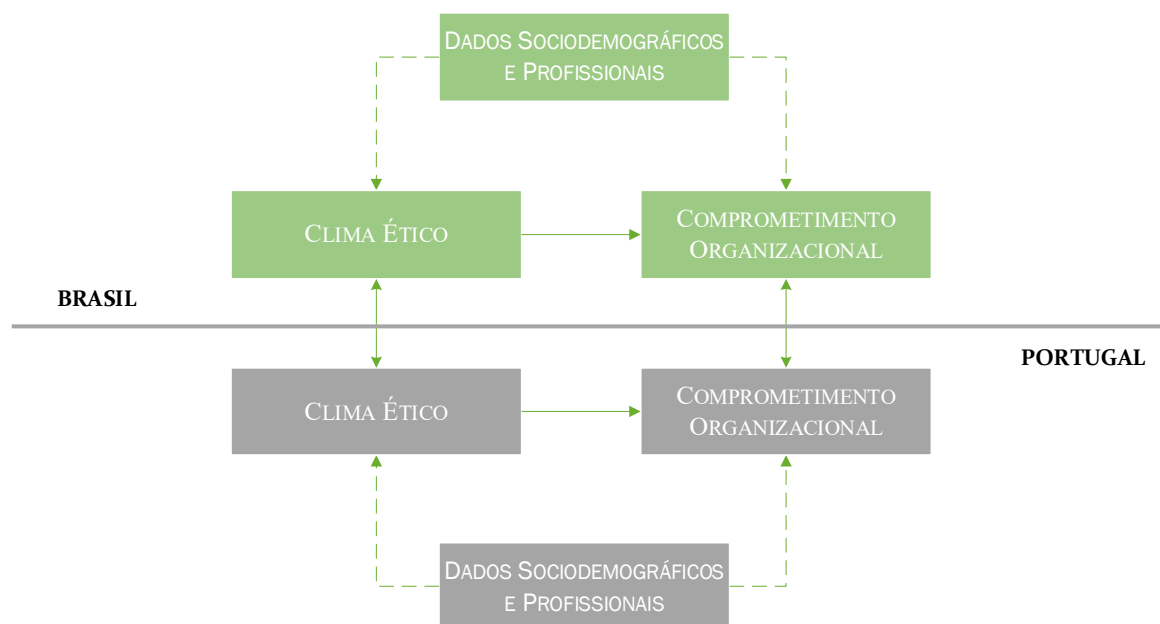 DADOS SOCIODEMOGRÁFICOS
E PROFISSIONAIS
CLIMA ÉTICO
COMPROMETIMENTO
ORGANIZACIONAL
BRASIL
PORTUGAL
CLIMA ÉTICO
COMPROMETIMENTO
ORGANIZACIONAL
DADOS SOCIODEMOGRÁFICOS
E PROFISSIONAIS